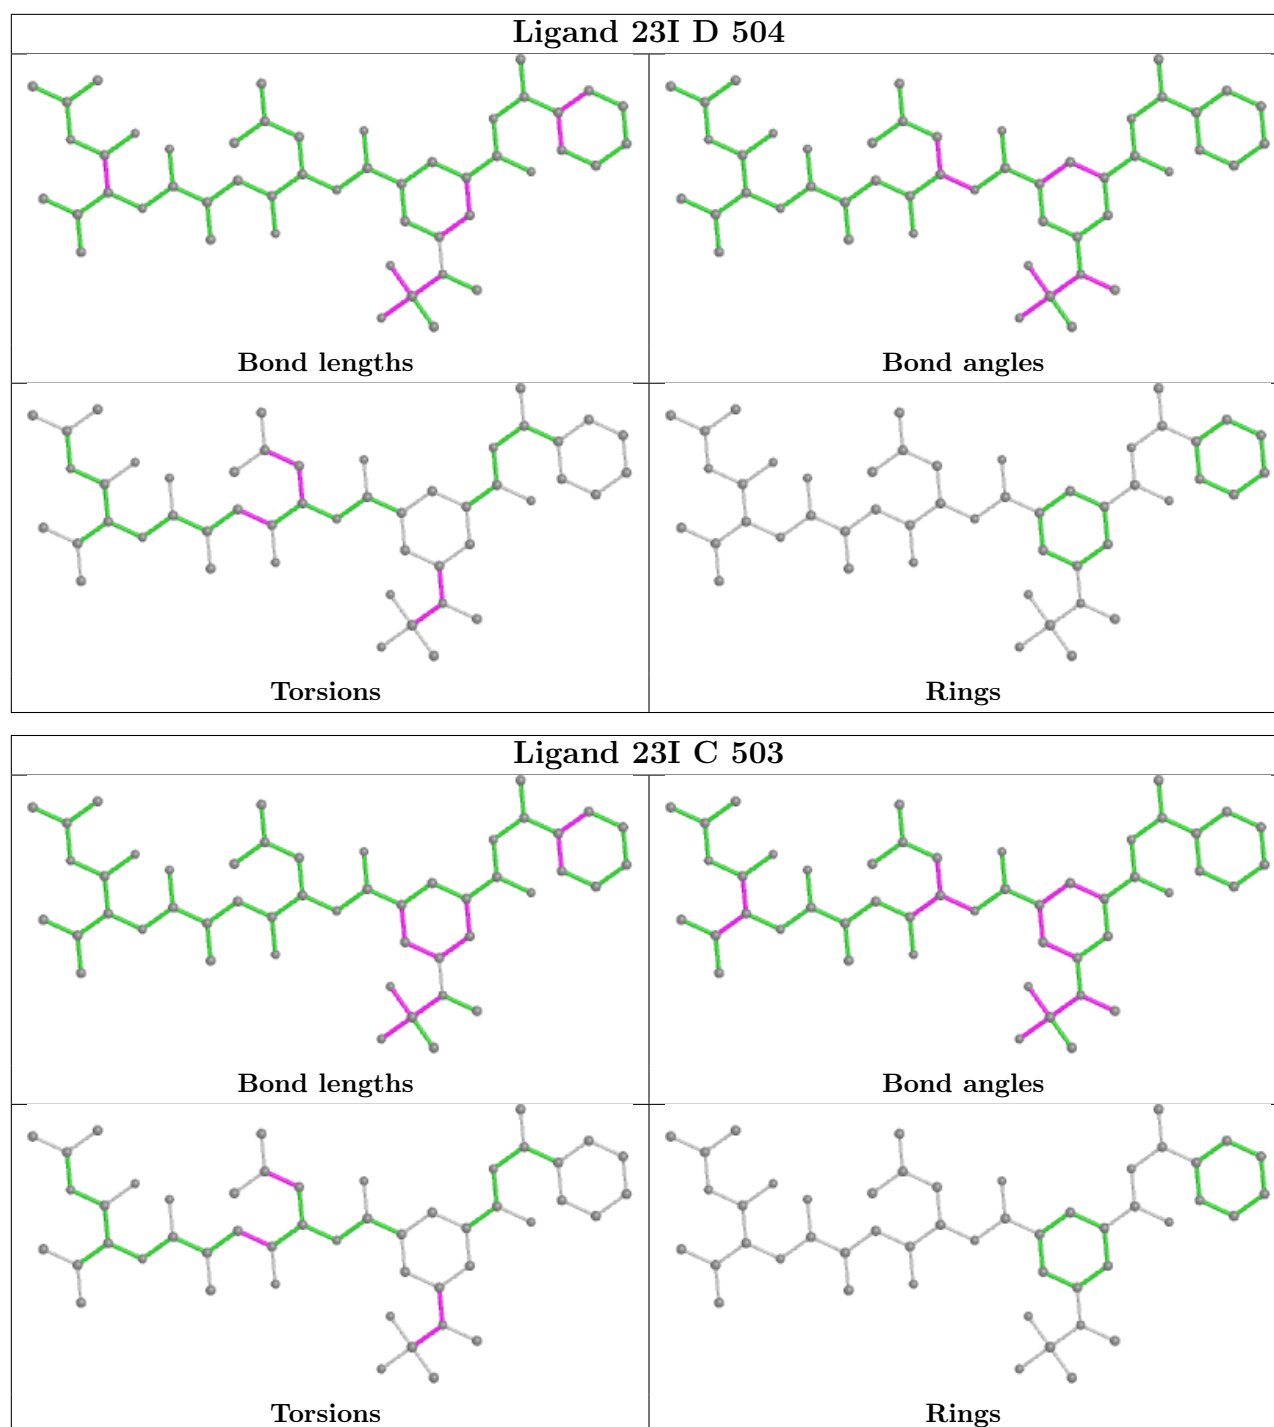 Ligand 23I D 504
Bond lengths
Bond angles
Torsions
Rings
Ligand 23I C 503
Bond lengths
Bond angles
Torsions
Rings